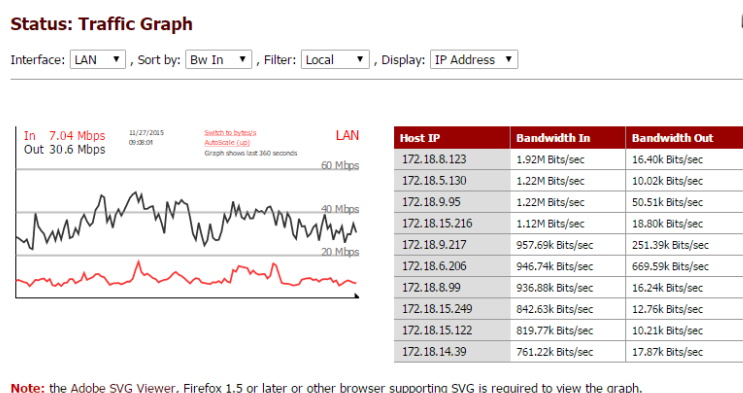 Status: Traffic Graph
Interface: LAN , Sort by: Bw In , Filter: Local , Display: IP Address
In 7.04 Mbps
Out 30.6 Mbps
11/27/2015
09:08:01
Switch to bytes/s
AutoScale (up)
Graph shows last 360 seconds
LAN
60 Mbps
40 Mbps
20 Mbps
Host IP Bandwidth In Bandwidth Out
172.18.8.123 1.92M Bits/sec 16.40k Bits/sec
172.18.5.130 1.22M Bits/sec 10.02k Bits/sec
172.18.9.95 1.22M Bits/sec 50.51k Bits/sec
172.18.15.216 1.12M Bits/sec 18.80k Bits/sec
172.18.9.217 957.69k Bits/sec 251.39k Bits/sec
172.18.6.206 946.74k Bits/sec 669.59k Bits/sec
172.18.8.99 936.88k Bits/sec 16.24k Bits/sec
172.18.15.249 842.63k Bits/sec 12.76k Bits/sec
172.18.15.122 819.77k Bits/sec 10.21k Bits/sec
172.18.14.39 761.22k Bits/sec 17.87k Bits/sec
Note: the Adobe SVG Viewer, Firefox 1.5 or later or other browser supporting SVG is required to view the graph.